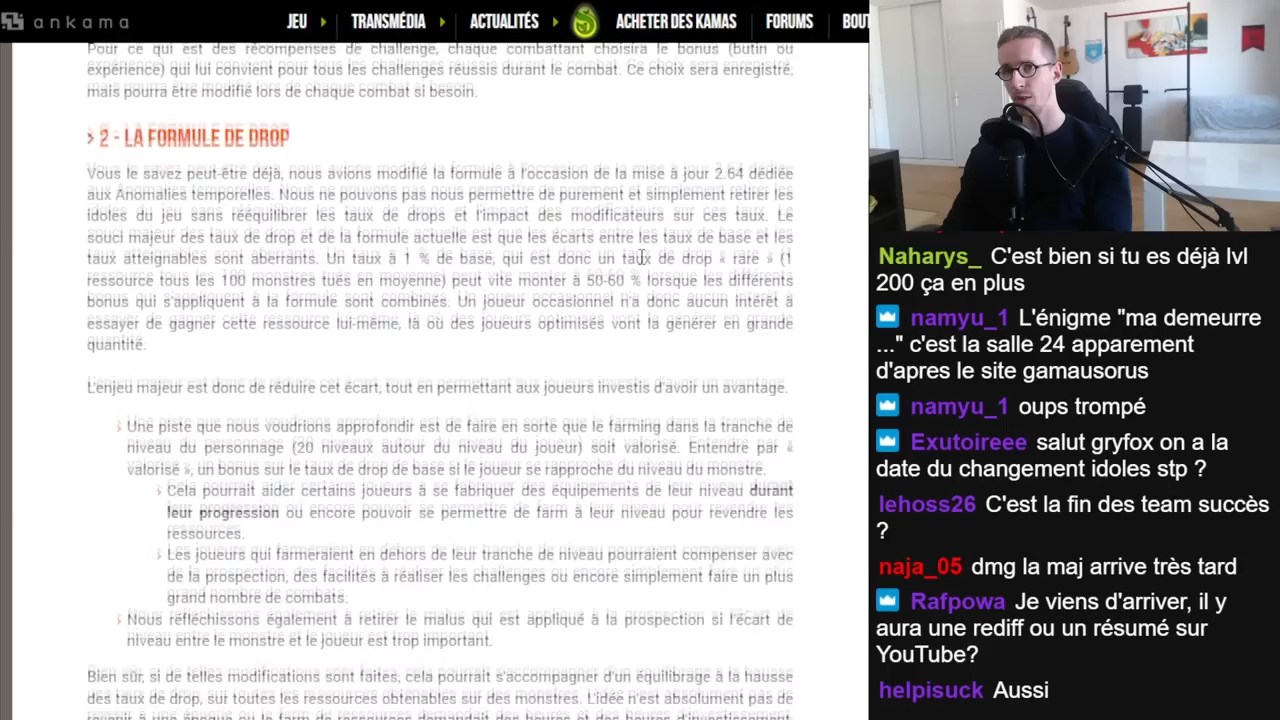 ankama
JEU
TRANSMÉDIA
ACTUALITÉS
ACHETER DES KAMAS
FORUMS
BOUT
Pour ce qui est des récompenses de challenge, chaque combattant choisira le bonus (butin ou
expérience) qui lui convient pour tous les challenges réussis durant le combat. Ce choix sera enregistré,
mais pourra être modifié lors de chaque combat si besoin.
> 2 - LA FORMULE DE DROP
Vous le savez peut-être déjà, nous avions modifié la formule à l'occasion de la mise à jour 2.64 dédiée
aux Anomalies temporelles. Nous ne pouvons pas nous permettre de purement et simplement retirer les
idoles du jeu sans rééquilibrer les taux de drops et l'impact des modificateurs sur ces taux. Le
souci majeur des taux de drop et de la formule actuelle est que les écarts entre les taux de base et les
taux atteignables sont aberrants. Un taux à 1 % de base, qui est donc un taux de drop « rare » (1
ressource tous les 100 monstres tués en moyenne) peut vite monter à 50-60 % lorsque les différents
bonus qui s'appliquent à la formule sont combinés. Un joueur occasionnel n'a donc aucun intérêt à
essayer de gagner cette ressource lui-même, là où des joueurs optimisés vont la générer en grande
quantité.
L'enjeu majeur est donc de réduire cet écart, tout en permettant aux joueurs investis d'avoir un avantage.
Une piste que nous voudrions approfondir est de faire en sorte que le farming dans la tranche de
niveau du personnage (20 niveaux autour du niveau du joueur) soit valorisé. Entendre par «
valorisé », un bonus sur le taux de drop de base si le joueur se rapproche du niveau du monstre.
Cela pourrait aider certains joueurs à se fabriquer des équipements de leur niveau durant
leur progression ou encore pouvoir se permettre de farm à leur niveau pour revendre les
ressources.
Les joueurs qui farmeraient en dehors de leur tranche de niveau pourraient compenser avec
de la prospection, des facilités à réaliser les challenges ou encore simplement faire un plus
grand nombre de combats.
Nous réfléchissons également à retirer le malus qui est appliqué à la prospection si l'écart de
niveau entre le monstre et le joueur est trop important.
Bien sûr, si de telles modifications sont faites, cela pourrait s'accompagner d'un équilibrage à la hausse
des taux de drop, sur toutes les ressources obtenables sur des monstres. L'idée n'est absolument pas de
revenir à une époque où le farm de ressources demandait des heures et des heures d'investissement
Naharys_ C'est bien si tu es déjà lvl
200 ça en plus
namyu_1 L'énigme "ma demeurre
..." c'est la salle 24 apparement
d'apres le site gamausorus
namyu_1 oups trompé
Exutoireee salut gryfox on a la
date du changement idoles stp ?
lehoss26 C'est la fin des team succès
?
naja_05 dmg la maj arrive très tard
Rafpowa Je viens d'arriver, il y
aura une rediff ou un résumé sur
YouTube?
helpisuck Aussi